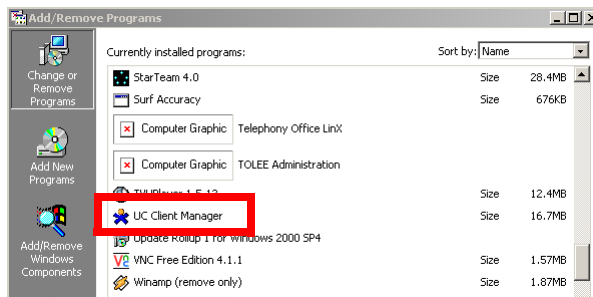 Add/Remove Programs
Change or
Remove
Programs
Add New
Programs
Add/Remove
Windows
Components
Currently installed programs:
Sort by: Name
StarTeam 4.0 Size 28.4MB
Surf Accuracy Size 676KB
Computer Graphic Telephony Office LinX
Computer Graphic TOLEE Administration
Size 12.4MB
UC Client Manager Size 16.7MB
Update Rollup 1 for Windows 2000 SP4
VNC Free Edition 4.1.1 Size 1.57MB
Winamp (remove only) Size 1.87MB